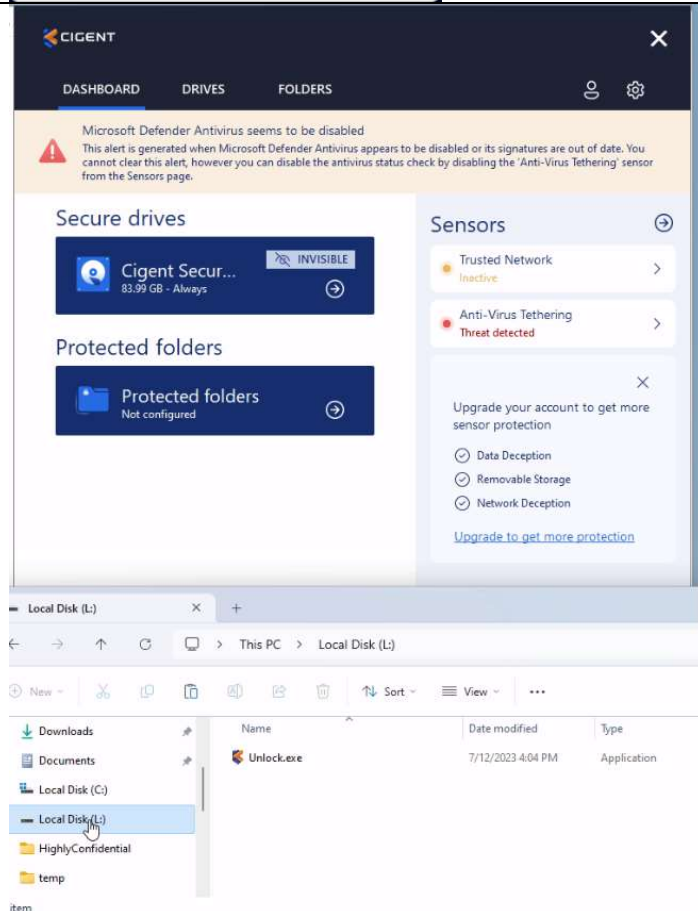 CIGENT
DASHBOARD DRIVES FOLDERS
Microsoft Defender Antivirus seems to be disabled
This alert is generated when Microsoft Defender Antivirus appears to be disabled or its signatures are out of date. You
cannot clear this alert, however you can disable the antivirus status check by disabling the 'Anti-Virus Tethering' sensor
from the Sensors page.
Secure drives
INVISIBLE
Cigent Secur...
83.99 GB - Always
Protected folders
Protected folders
Not configured
Sensors
Trusted Network
Inactive
Anti-Virus Tethering
Threat detected
Upgrade your account to get more
sensor protection
Data Deception
Removable Storage
Network Deception
Upgrade to get more protection
Local Disk (L:)
This PC > Local Disk (L:)
New Sort View ...
Name Date modified Type
Unlock.exe 7/12/2023 4:04 PM Application
Downloads
Documents
Local Disk (C:)
Local Disk (L:)
HighlyConfidential
temp
item